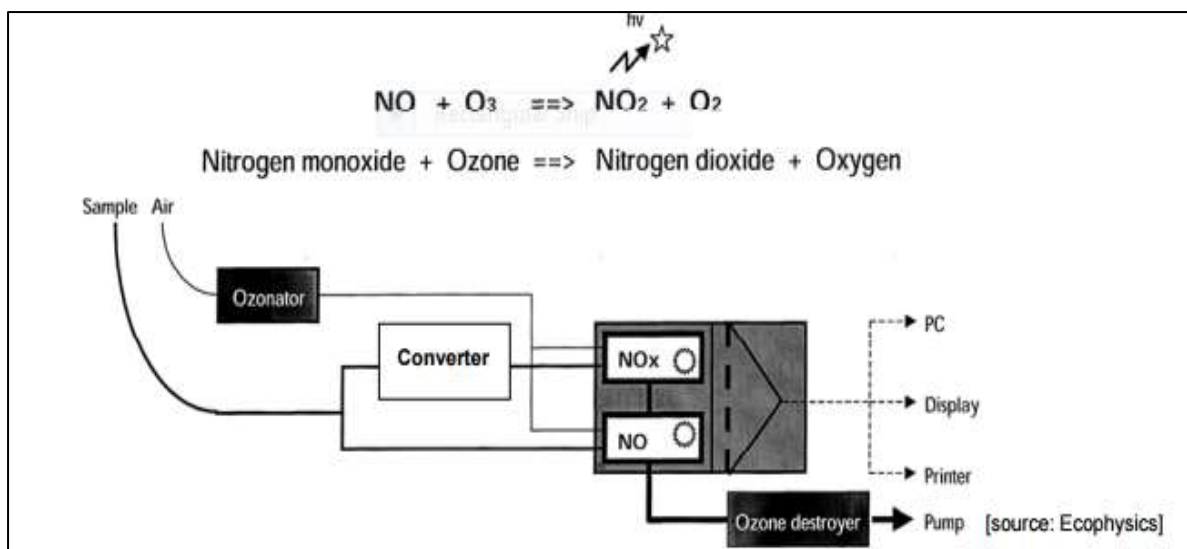 hv
NO + O3 ==> NO2 + O2
Nitrogen monoxide + Ozone ==> Nitrogen dioxide + Oxygen
Sample Air
Ozonator
Converter
NOx
NO
PC
Display
Printer
Ozone destroyer
Pump [source: Ecophysics]